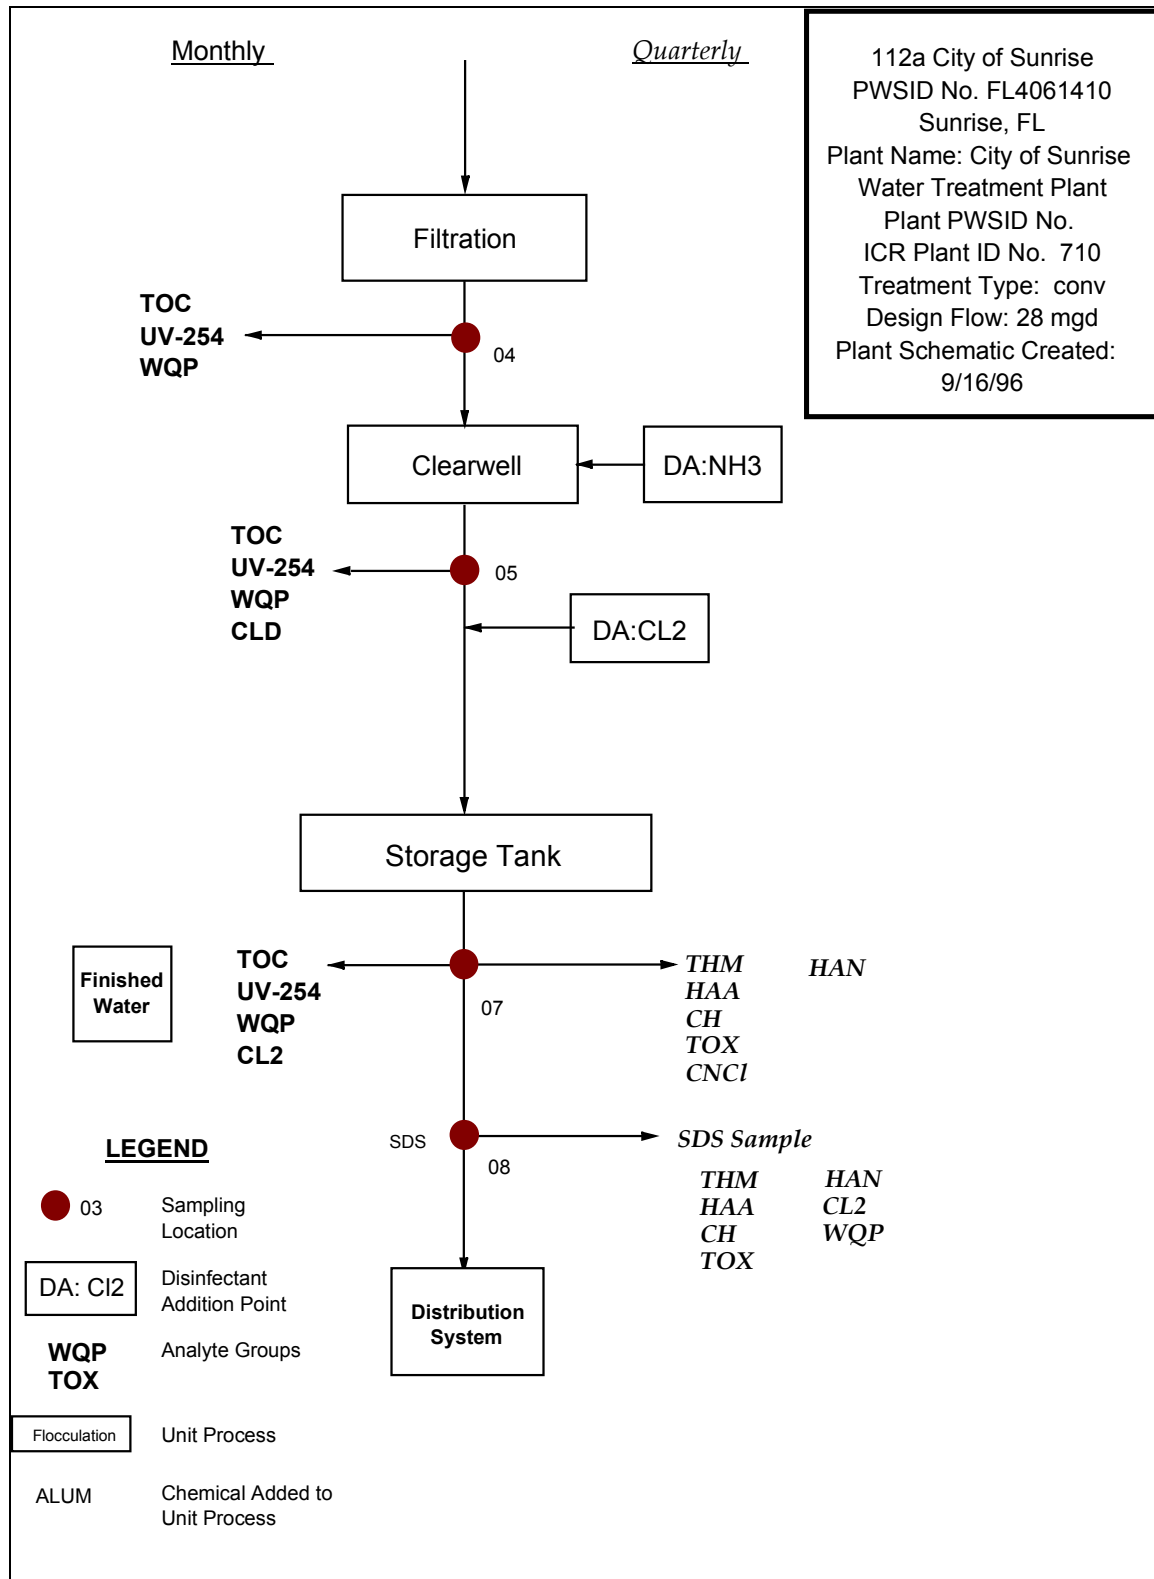 Monthly
Quarterly
112a City of Sunrise
PWSID No. FL4061410
Sunrise, FL
Plant Name: City of Sunrise
Water Treatment Plant
Plant PWSID No.
ICR Plant ID No. 710
Treatment Type: conv
Design Flow: 28 mgd
Plant Schematic Created:
9/16/96
Filtration
TOC
UV-254
WQP
04
Clearwell
DA:NH3
TOC
UV-254
WQP
CLD
05
DA:CL2
Storage Tank
Finished
Water
TOC
UV-254
WQP
CL2
07
THM HAN
HAA
CH
TOX
CNCl
SDS
08
SDS Sample
THM HAN
HAA CL2
CH WQP
TOX
Distribution
System
LEGEND
03 Sampling
Location
DA: Cl2 Disinfectant
Addition Point
WQP Analyte Groups
TOX
Flocculation Unit Process
ALUM Chemical Added to
Unit Process